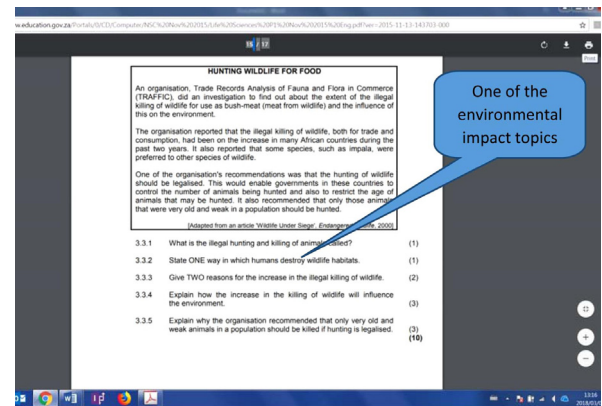 w.education.gov.za/Portals/0/CD/Computer/NSC%20Nov%202015/Life%20Sciences%20P1%20Nov%202015%20Eng.pdf?ver=2015-11-13-143703-000
/ 17
Print
HUNTING WILDLIFE FOR FOOD
An organisation, Trade Records Analysis of Fauna and Flora in Commerce
(TRAFFIC), did an investigation to find out about the extent of the illegal
killing of wildlife for use as bush-meat (meat from wildlife) and the influence of
this on the environment.
The organisation reported that the illegal killing of wildlife, both for trade and
consumption, had been on the increase in many African countries during the
past two years. It also reported that some species, such as impala, were
preferred to other species of wildlife.
One of the organisation's recommendations was that the hunting of wildlife
should be legalised. This would enable governments in these countries to
control the number of animals being hunted and also to restrict the age of
animals that may be hunted. It also recommended that only those animals
that were very old and weak in a population should be hunted.
[Adapted from an article 'Wildlife Under Siege', Endangered Wildlife, 2000]
One of the
environmental
impact topics
3.3.1 What is the illegal hunting and killing of animals called? (1)
3.3.2 State ONE way in which humans destroy wildlife habitats. (1)
3.3.3 Give TWO reasons for the increase in the illegal killing of wildlife. (2)
3.3.4 Explain how the increase in the killing of wildlife will influence
the environment. (3)
3.3.5 Explain why the organisation recommended that only very old and
weak animals in a population should be killed if hunting is legalised. (3)
(10)
13:16